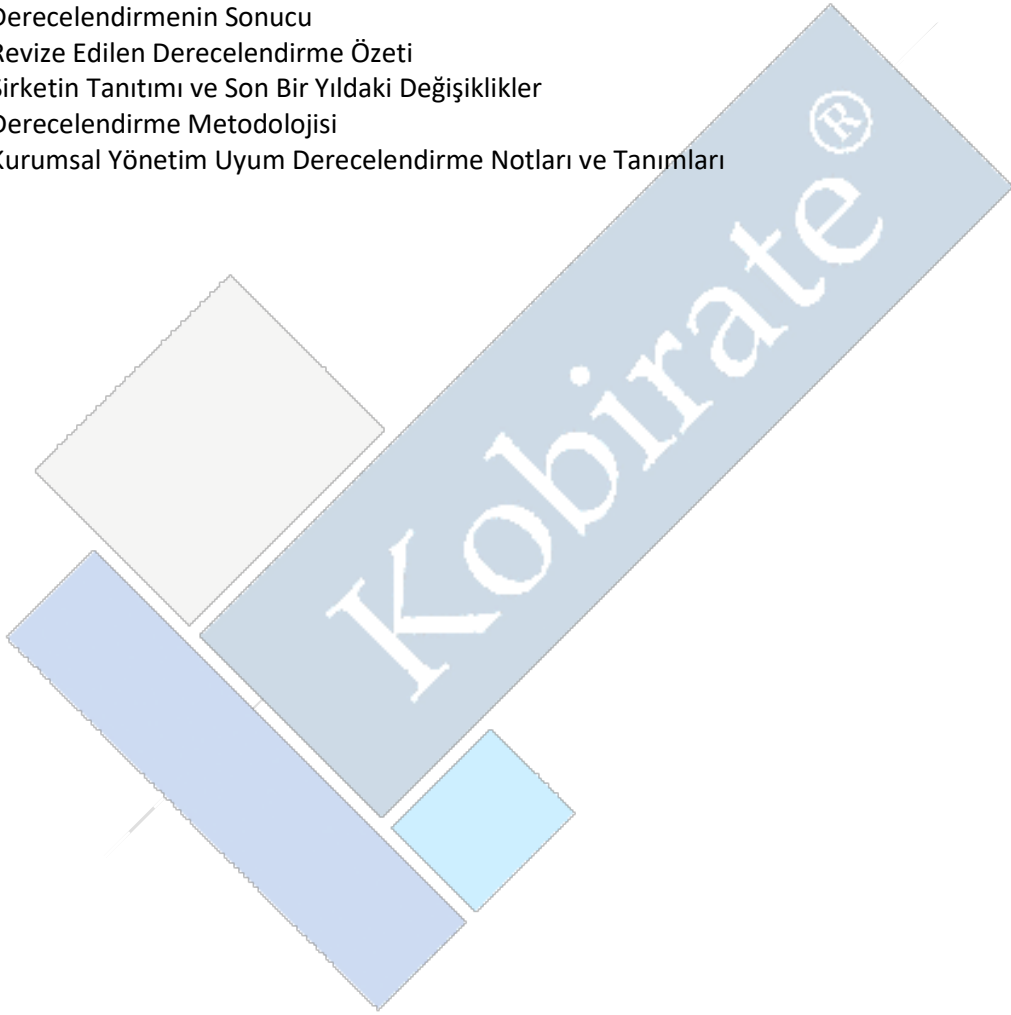 Derecelendirmenin Sonucu
Revize Edilen Derecelendirme Özeti
Şirketin Tanıtımı ve Son Bir Yıldaki Değişiklikler
Derecelendirme Metodolojisi
Kurumsal Yönetim Uyum Derecelendirme Notları ve Tanımları
Kobirate ®